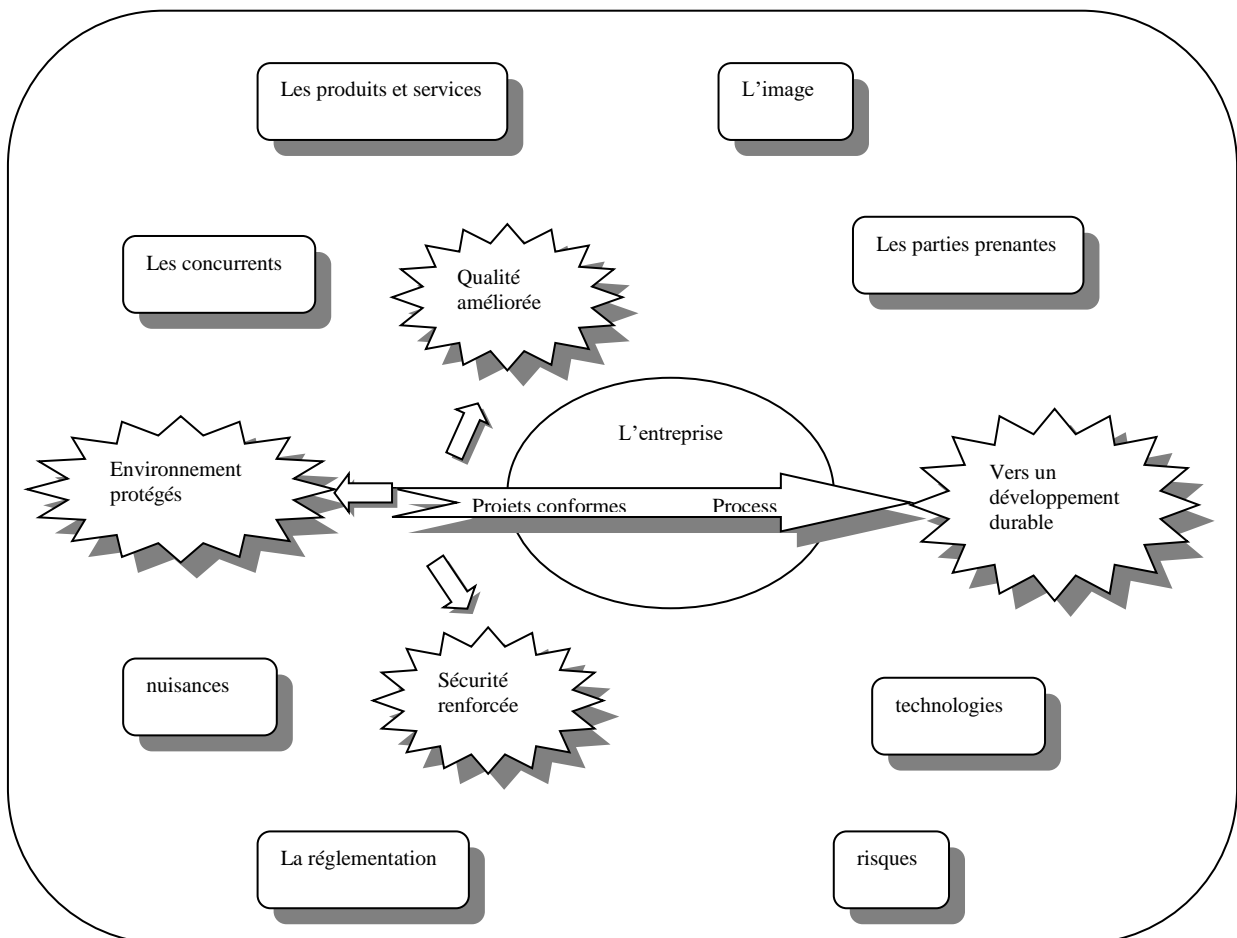 Les produits et services
L'image
Les concurrents
Les parties prenantes
Qualité
améliorée
L'entreprise
Environnement
protégés
Vers un
développement
durable
Projets conformes Process
nuisances
Sécurité
renforcée
technologies
La réglementation
risques